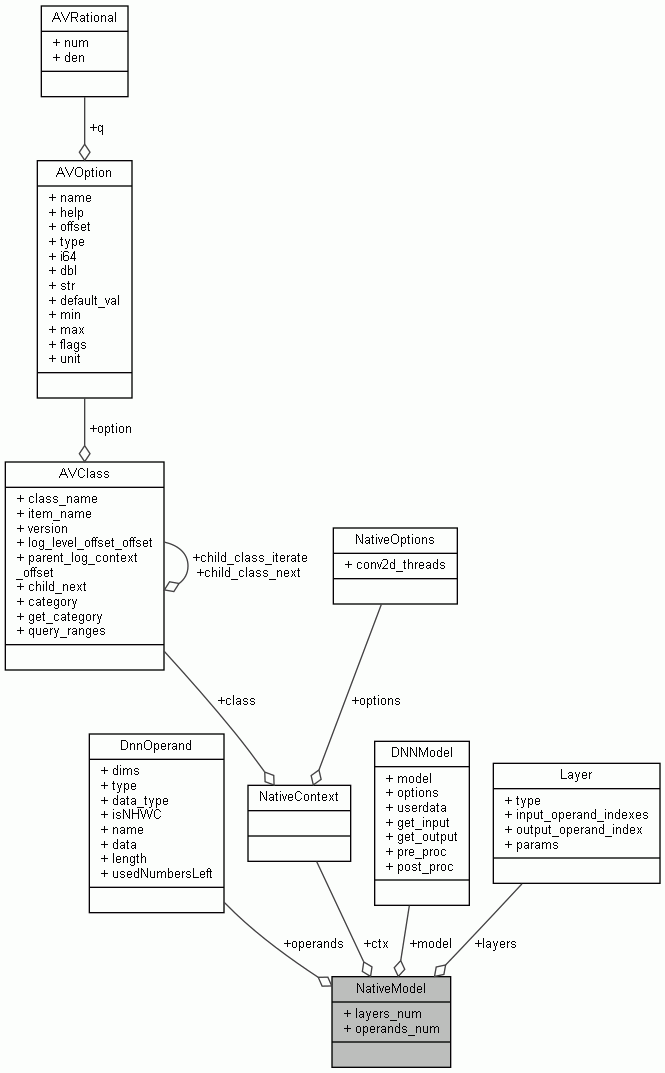 AVRational
+ num
+ den
+q
AVOption
+ name
+ help
+ offset
+ type
+ i64
+ dbl
+ str
+ default_val
+ min
+ max
+ flags
+ unit
+option
AVClass
+ class_name
+ item_name
+ version
+ log_level_offset_offset
+ parent_log_context
_offset
+ child_next
+ category
+ get_category
+ query_ranges
+child_class_iterate
+child_class_next
NativeOptions
+ conv2d_threads
+class
+options
DnnOperand
+ dims
+ type
+ data_type
+ isNHWC
+ name
+ data
+ length
+ usedNumbersLeft
NativeContext
DNNModel
+ model
+ options
+ userdata
+ get_input
+ get_output
+ pre_proc
+ post_proc
Layer
+ type
+ input_operand_indexes
+ output_operand_index
+ params
+operands
+ctx
+model
+layers
NativeModel
+ layers_num
+ operands_num